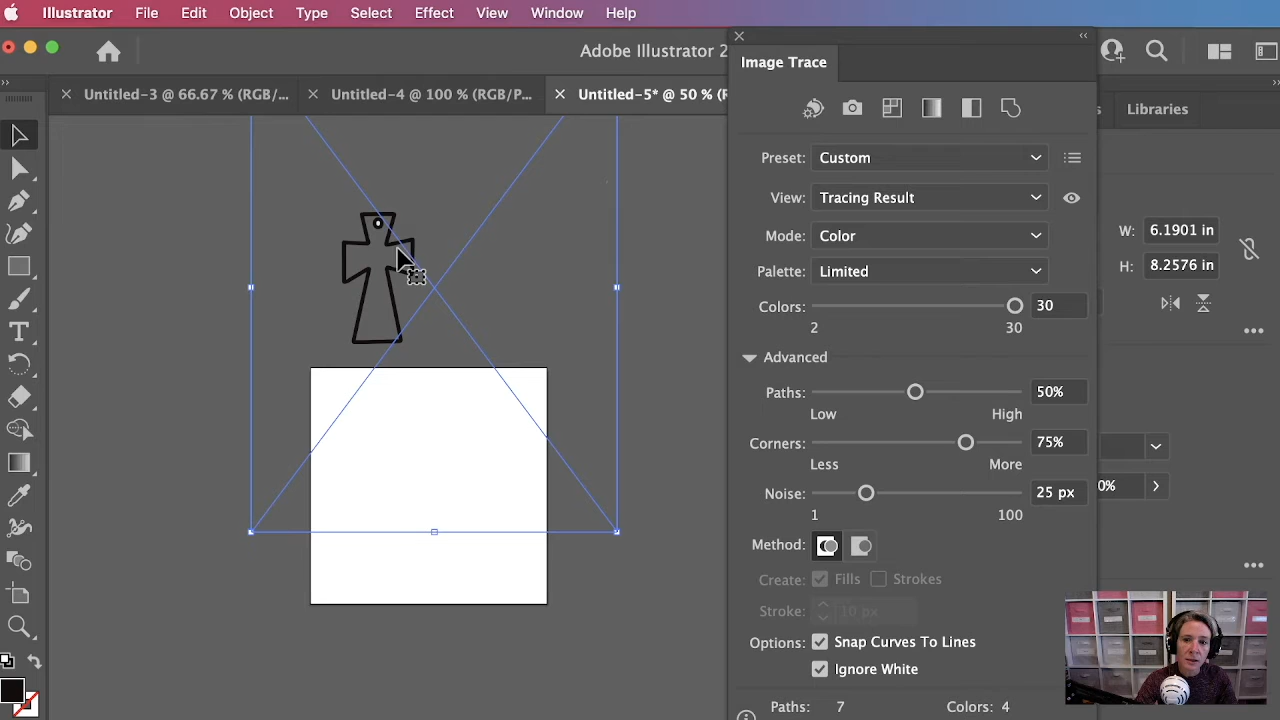 Illustrator File Edit Object Type Select Effect View Window Help
Adobe Illustrator 2
Untitled-3 @ 66.67 % (RGB/... Untitled-4 @ 100 % (RGB/P... Untitled-5* @ 50 % (R
Image Trace
Libraries
Preset: Custom
View: Tracing Result
Mode: Color
Palette: Limited
Colors: 30
2 30
Advanced
Paths: 50%
Low High
Corners: 75%
Less More
Noise: 25 px
1 100
Method:
Create: Fills Strokes
Stroke: 10 px
Options: Snap Curves To Lines
Ignore White
Paths: 7 Colors: 4
W: 6.1901 in
H: 8.2576 in
0%